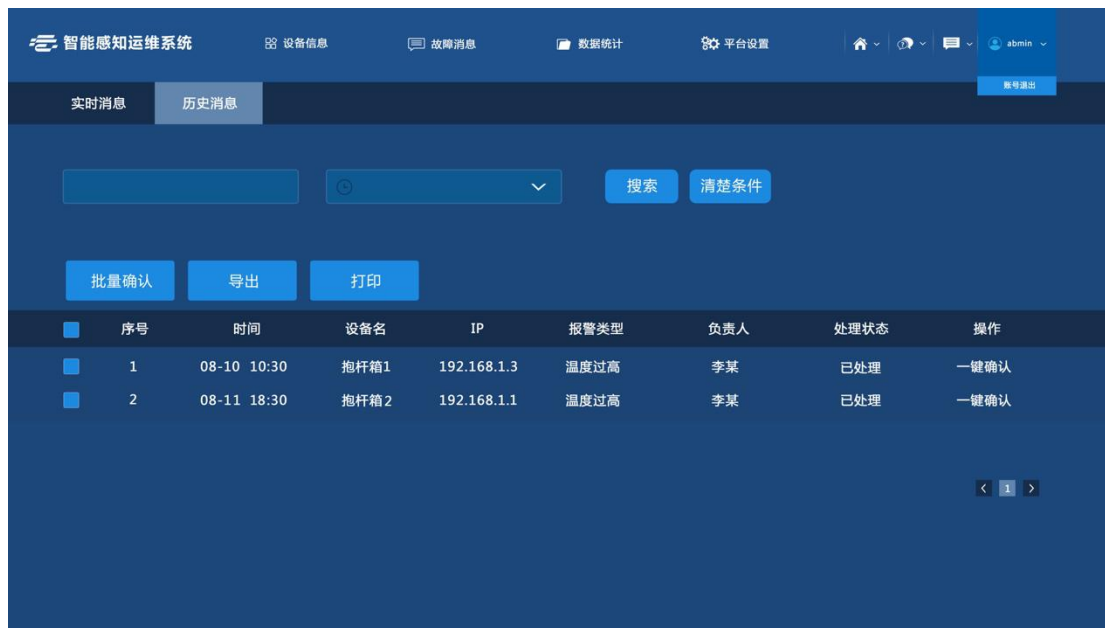 智能感知运维系统 设备信息 故障消息 数据统计 平台设置 abmin
账号退出
实时消息 历史消息
搜索 清楚条件
批量确认 导出 打印
序号 时间 设备名 IP 报警类型 负责人 处理状态 操作
1 08-10 10:30 抱杆箱1 192.168.1.3 温度过高 李某 已处理 一键确认
2 08-11 18:30 抱杆箱2 192.168.1.1 温度过高 李某 已处理 一键确认
1